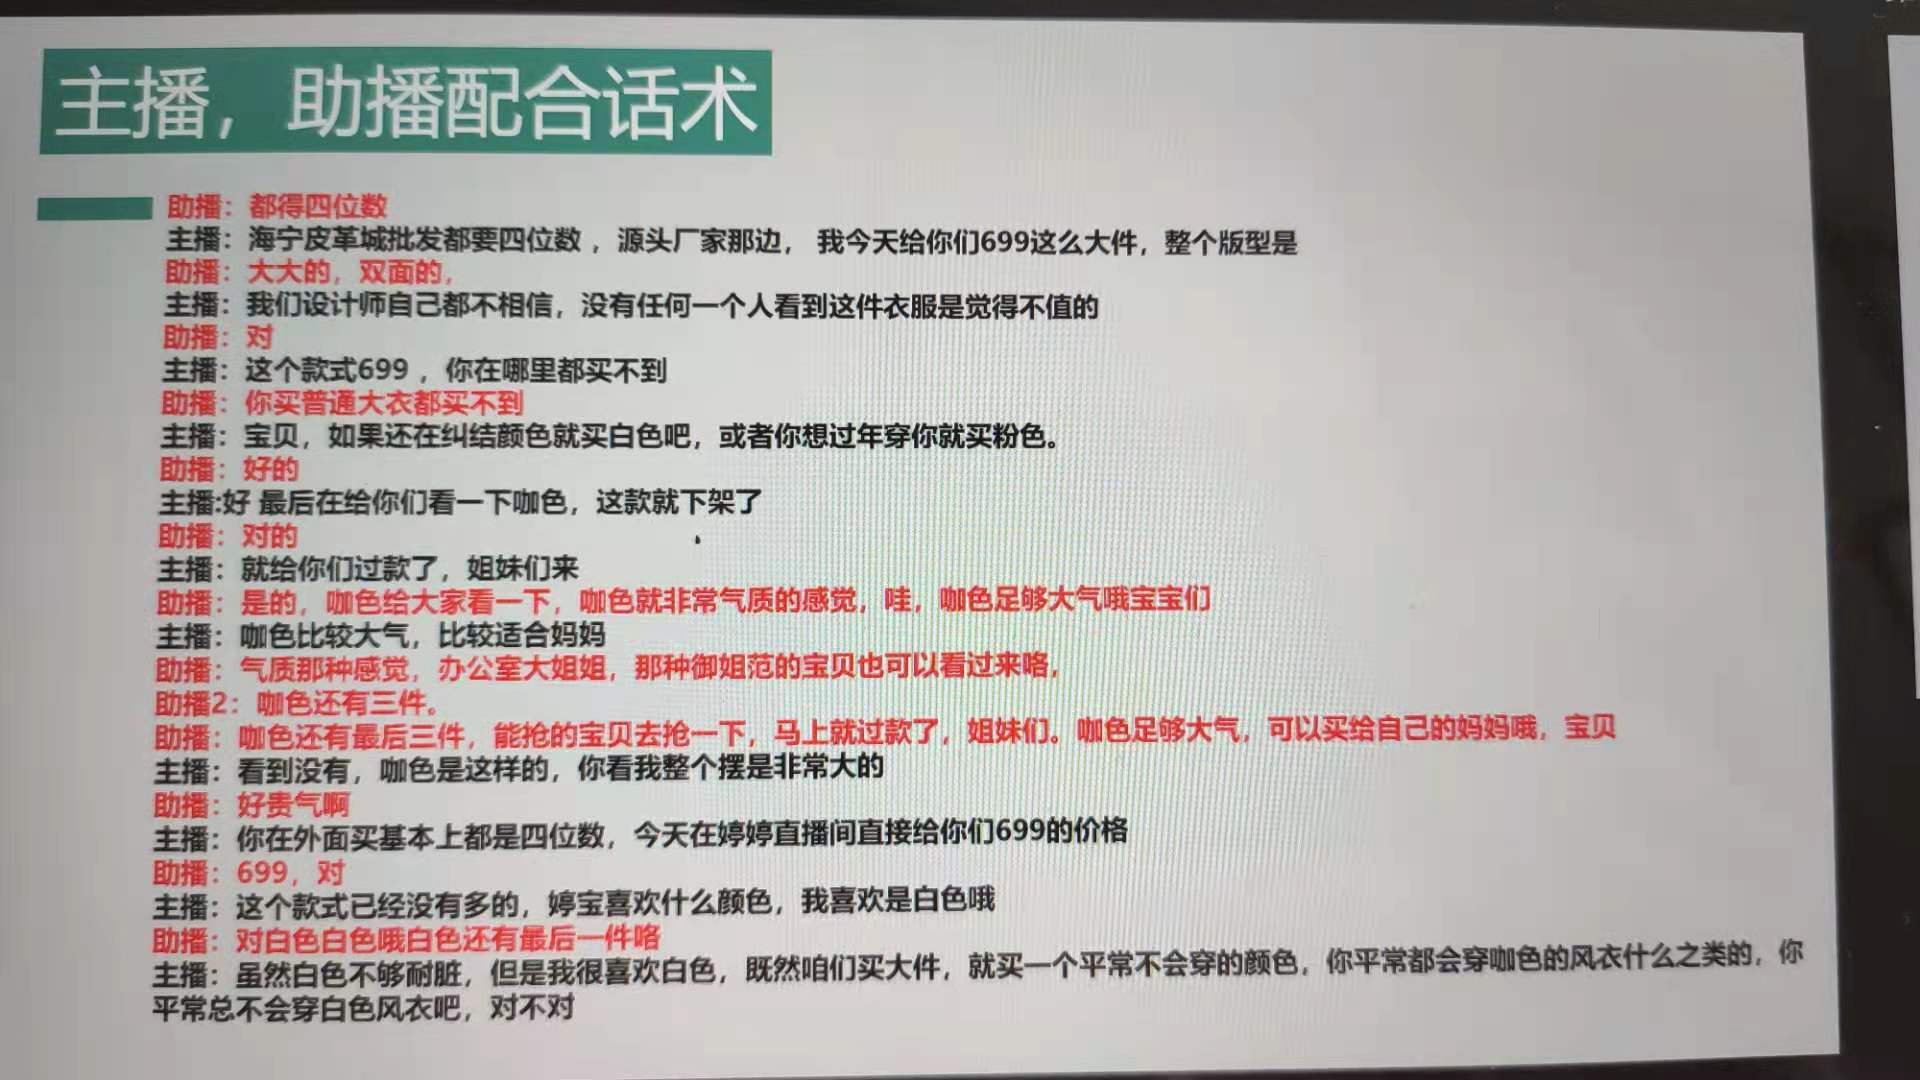 主播，助播配合话术
助播：都得四位数
主播：海宁皮革城批发都要四位数，源头厂家那边， 我今天给你们699这么大件，整个版型是
助播：大大的，双面的，
主播：我们设计师自己都不相信，没有任何一个人看到这件衣服是觉得不值的
助播：对
主播：这个款式699，你在哪里都买不到
助播：你买普通大衣都买不到
主播：宝贝，如果还在纠结颜色就买白色吧，或者你想过年穿你就买粉色。
助播：好的
主播:好 最后在给你们看一下咖色，这款就下架了
助播：对的
主播：就给你们过款了，姐妹们来
助播：是的，咖色给大家看一下，咖色就非常气质的感觉，哇，咖色足够大气哦宝宝们
主播：咖色比较大气，比较适合妈妈
助播：气质那种感觉，办公室大姐姐，那种御姐范的宝贝也可以看过来咯，
助播2：咖色还有三件。
助播：咖色还有最后三件，能抢的宝贝去抢一下，马上就过款了，姐妹们。咖色足够大气，可以买给自己的妈妈哦，宝贝
主播：看到没有，咖色是这样的，你看我整个摆是非常大的
助播：好贵气啊
主播：你在外面买基本上都是四位数，今天在婷婷直播间直接给你们699的价格
助播：699，对
主播：这个款式已经没有多的，婷宝喜欢什么颜色，我喜欢是白色哦
助播：对白色白色哦白色还有最后一件咯
主播：虽然白色不够耐脏，但是我很喜欢白色，既然咱们买大件，就买一个平常不会穿的颜色，你平常都会穿咖色的风衣什么之类的，你
平常总不会穿白色风衣吧，对不对